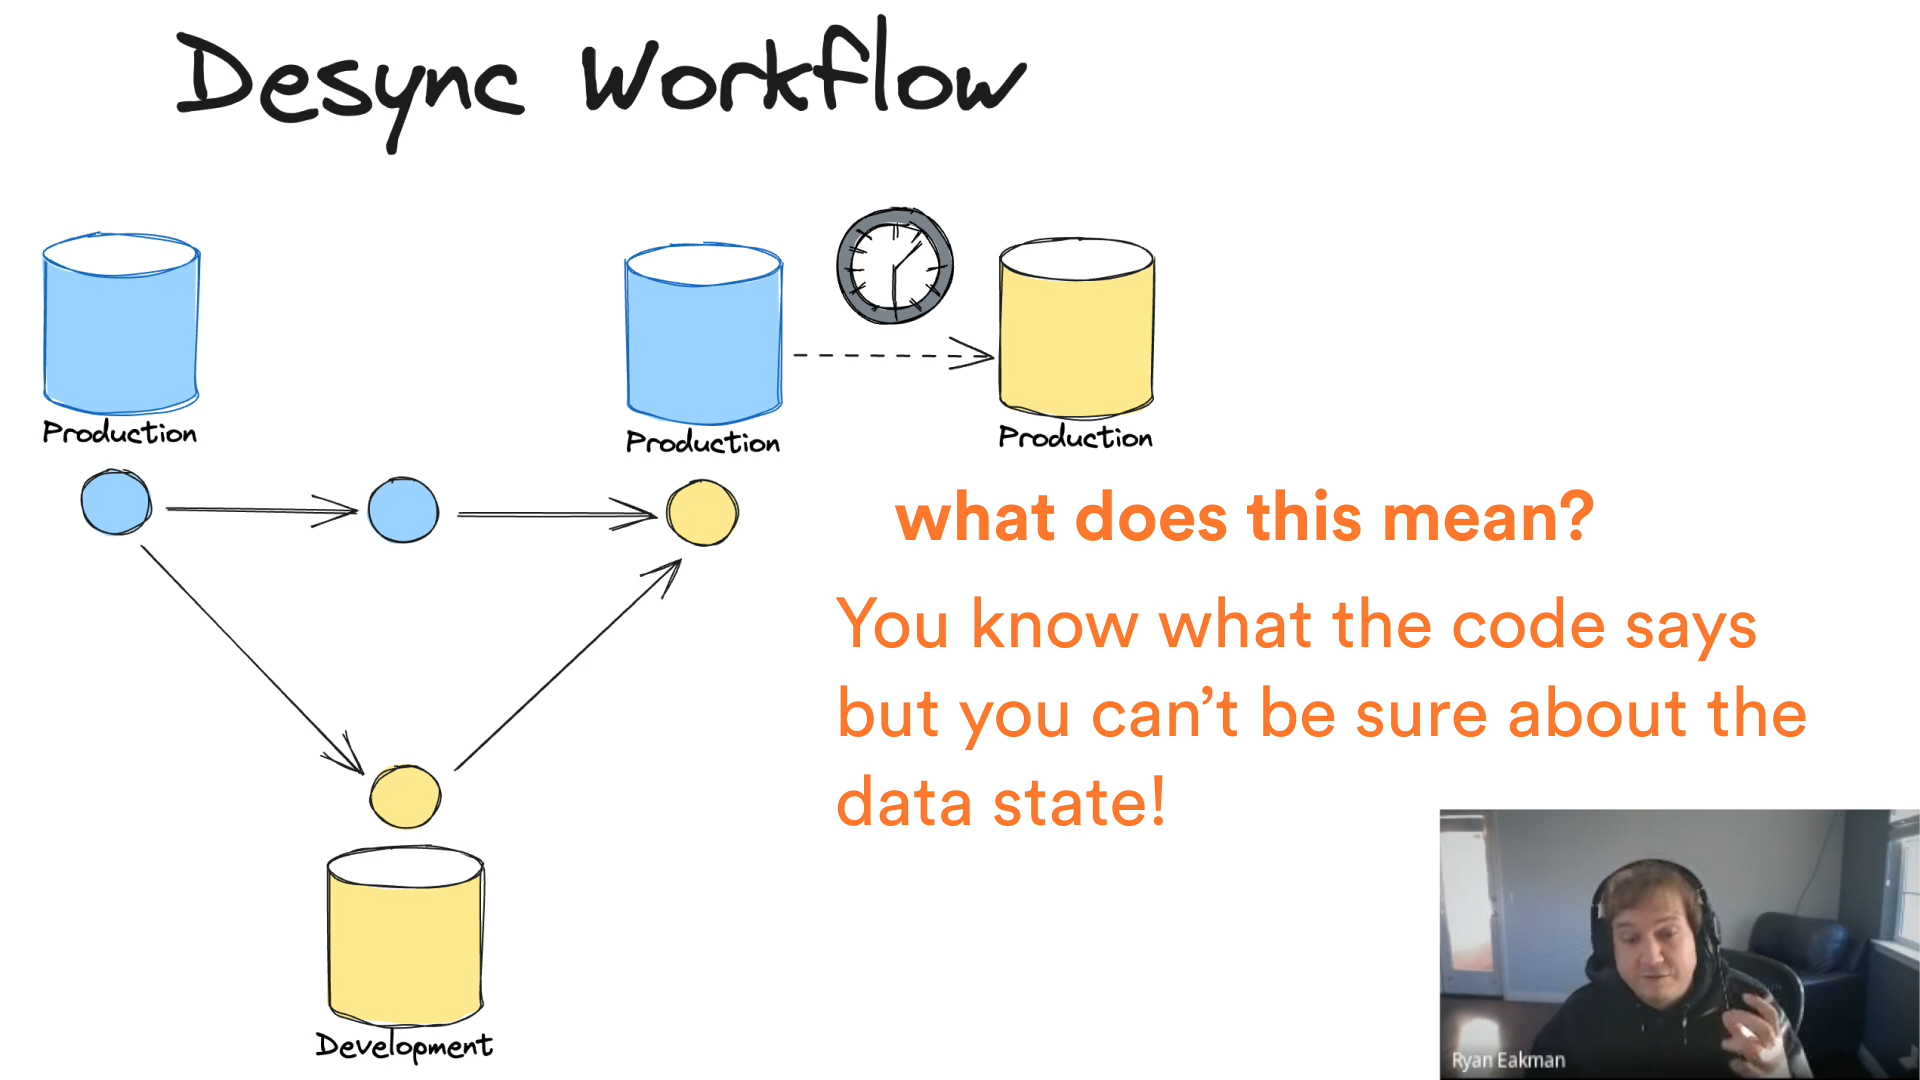 Desync Workflow
Production
Production
Production
what does this mean?
You know what the code says
but you can’t be sure about the
data state!
Development
Ryan Eakman